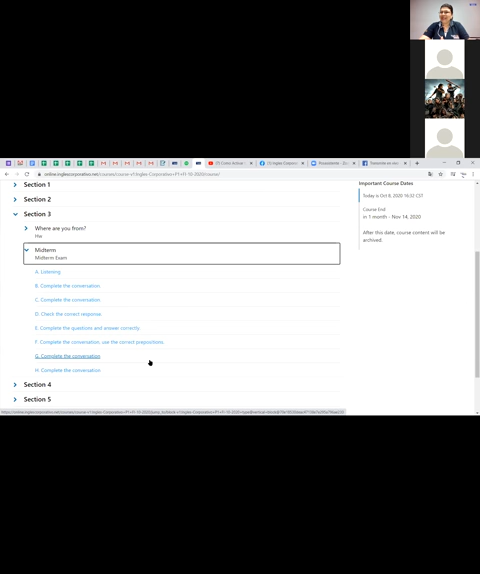 online.inglescorporativo.net/courses/course-v1:Ingles-Corporativo+P1+FI-10-2020/course/
Section 1
Section 2
Section 3
Where are you from?
HW
Midterm
Midterm Exam
A. Listening
B. Complete the conversation.
C. Complete the conversation
D. Check the correct response.
E. Complete the questions and answer correctly.
F. Complete the conversation, use the correct prepositions.
G. Complete the conversation
H. Complete the conversation
Section 4
Section 5
Important Course Dates
Today is Oct 8, 2020 16:22 CST
Course End
in 1 month - Nov 14, 2020
After this date, course content will be
archived.